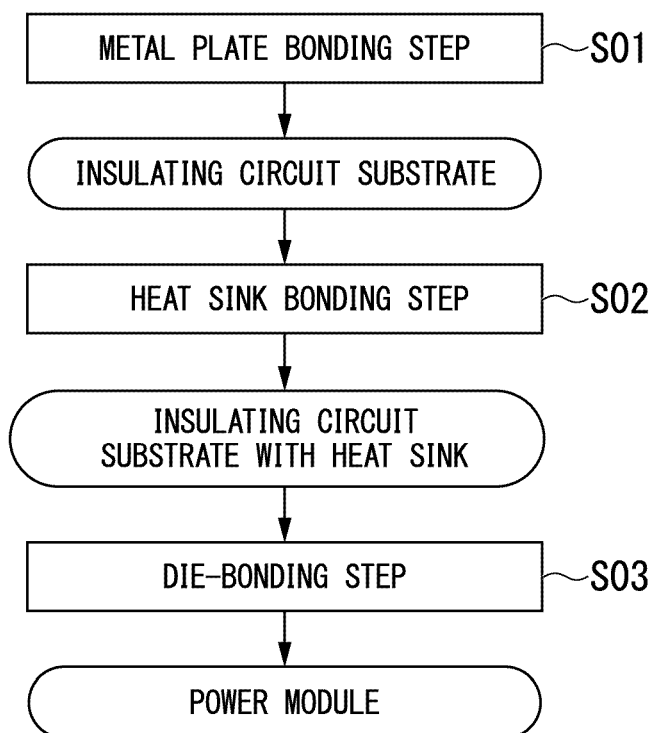 METAL PLATE BONDING STEP
S01
INSULATING CIRCUIT SUBSTRATE
HEAT SINK BONDING STEP
S02
INSULATING CIRCUIT
SUBSTRATE WITH HEAT SINK
DIE-BONDING STEP
S03
POWER MODULE